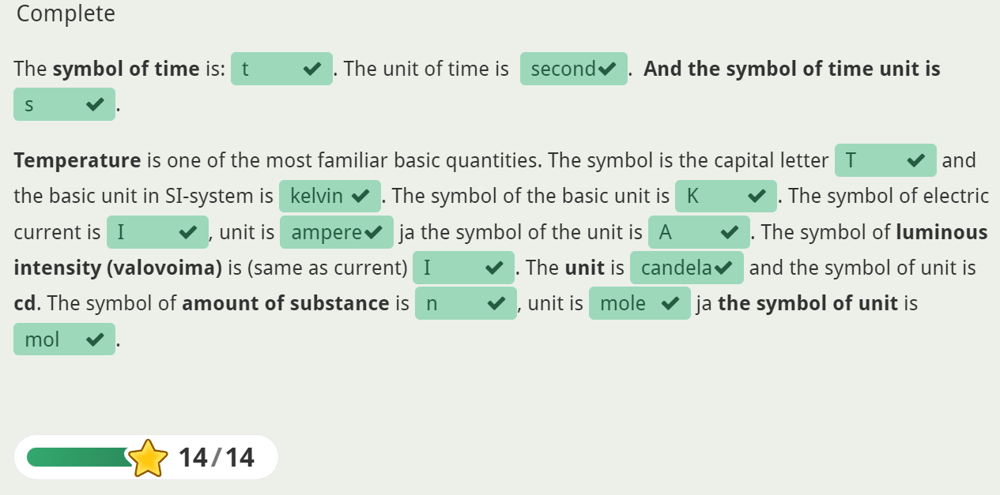 Complete
The symbol of time is: t . The unit of time is second . And the symbol of time unit is
s .
Temperature is one of the most familiar basic quantities. The symbol is the capital letter T and
the basic unit in SI-system is kelvin . The symbol of the basic unit is K . The symbol of electric
current is I , unit is ampere ja the symbol of the unit is A . The symbol of luminous
intensity (valovoima) is (same as current) I . The unit is candela and the symbol of unit is
cd. The symbol of amount of substance is n , unit is mole ja the symbol of unit is
mol .
14/14